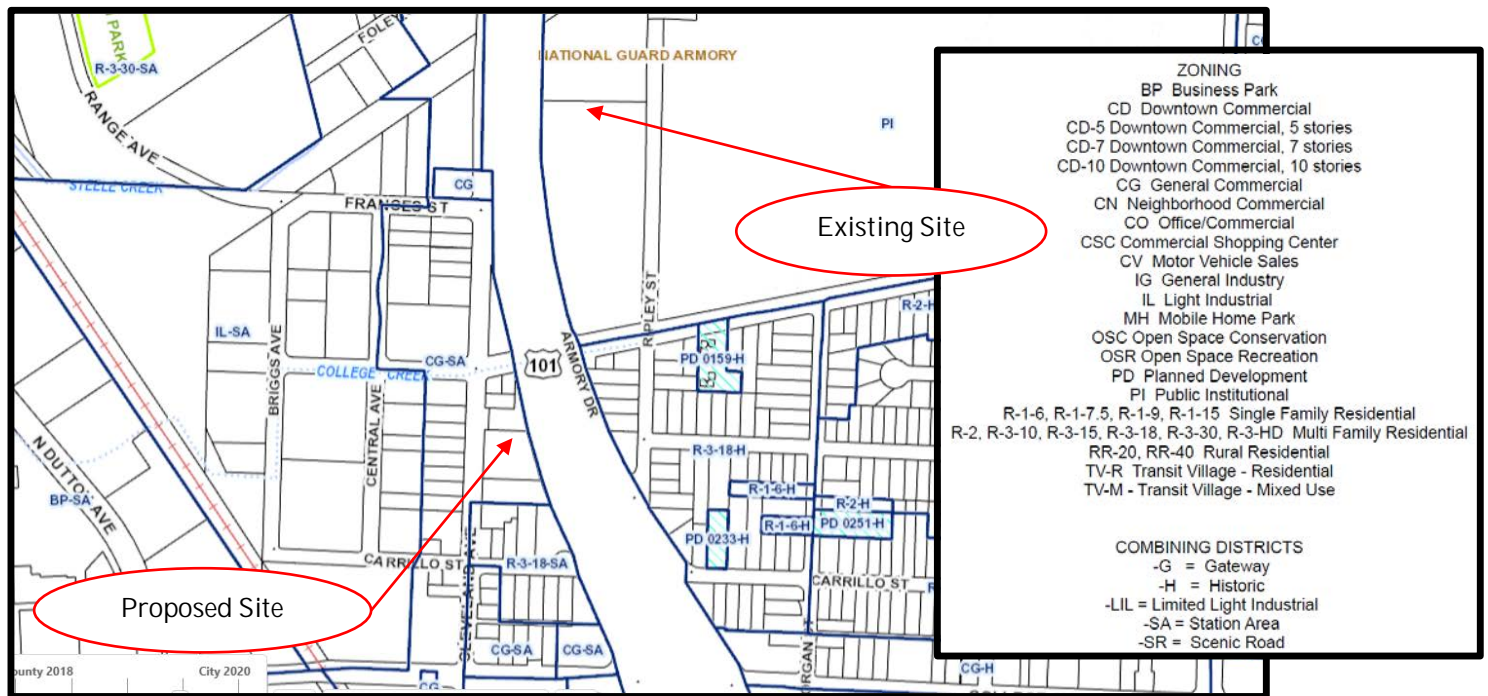 PARK
R-3-30-SA
FOLEY
NATIONAL GUARD ARMORY
PI
RANGE AVE
STEELE CREEK
FRANCES ST
CG
Existing Site
RIPLEY ST
R-2-H
IL-SA
BRIGGS AVE
CG-SA
COLLEGE CREEK
CENTRAL AVE
101
ARMORY DR
PD 0159-H
N DUTTON AVE
BP-SA
R-3-18-H
R-1-6-H
R-2-H
R-1-6-H
PD 0251-H
PD 0233-H
CARRILLO ST
R-3-18-SA
CARRILLO ST
Proposed Site
CLEVELAND AVE
CG-SA
CG-SA
CG
MORGAN ST
CG-H
ounty 2018
City 2020
ZONING
BP Business Park
CD Downtown Commercial
CD-5 Downtown Commercial, 5 stories
CD-7 Downtown Commercial, 7 stories
CD-10 Downtown Commercial, 10 stories
CG General Commercial
CN Neighborhood Commercial
CO Office/Commercial
CSC Commercial Shopping Center
CV Motor Vehicle Sales
IG General Industry
IL Light Industrial
MH Mobile Home Park
OSC Open Space Conservation
OSR Open Space Recreation
PD Planned Development
PI Public Institutional
R-1-6, R-1-7.5, R-1-9, R-1-15 Single Family Residential
R-2, R-3-10, R-3-15, R-3-18, R-3-30, R-3-HD Multi Family Residential
RR-20, RR-40 Rural Residential
TV-R Transit Village - Residential
TV-M - Transit Village - Mixed Use
COMBINING DISTRICTS
-G = Gateway
-H = Historic
-LIL = Limited Light Industrial
-SA = Station Area
-SR = Scenic Road